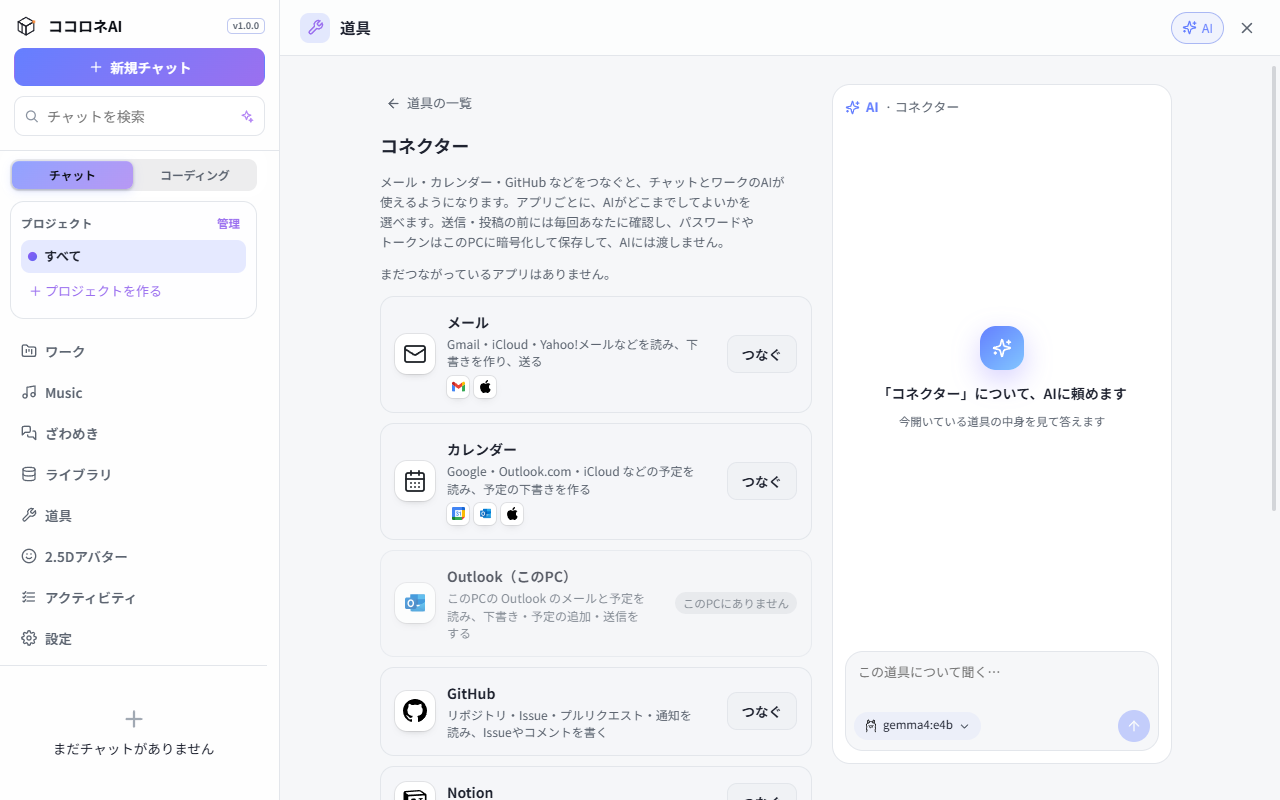 ココロネAI
v1.0.0
新規チャット
チャットを検索
チャット
コーディング
プロジェクト
管理
すべて
プロジェクトを作る
ワーク
Music
ざわめき
ライブラリ
道具
2.5Dアバター
アクティビティ
設定
まだチャットがありません
道具
AI
道具の一覧
コネクター
メール・カレンダー・GitHub などをつなぐと、チャットとワークのAIが
使えるようになります。アプリごとに、AIがどこまでしてよいかを
選べます。送信・投稿の前には毎回あなたに確認し、パスワードや
トークンはこのPCに暗号化して保存して、AIには渡しません。
まだつながっているアプリはありません。
メール
Gmail・iCloud・Yahoo!メールなどを読み、下
書きを作り、送る
つなぐ
カレンダー
Google・Outlook.com・iCloud などの予定を
読み、予定の下書きを作る
つなぐ
Outlook（このPC）
このPCの Outlook のメールと予定を
読み、下書き・予定の追加・送信を
する
このPCにありません
GitHub
リポジトリ・Issue・プルリクエスト・通知を
読み、Issueやコメントを書く
つなぐ
Notion
つなぐ
AI · コネクター
「コネクター」について、AIに頼めます
今開いている道具の中身を見て答えます
この道具について聞く…
gemma4:e4b